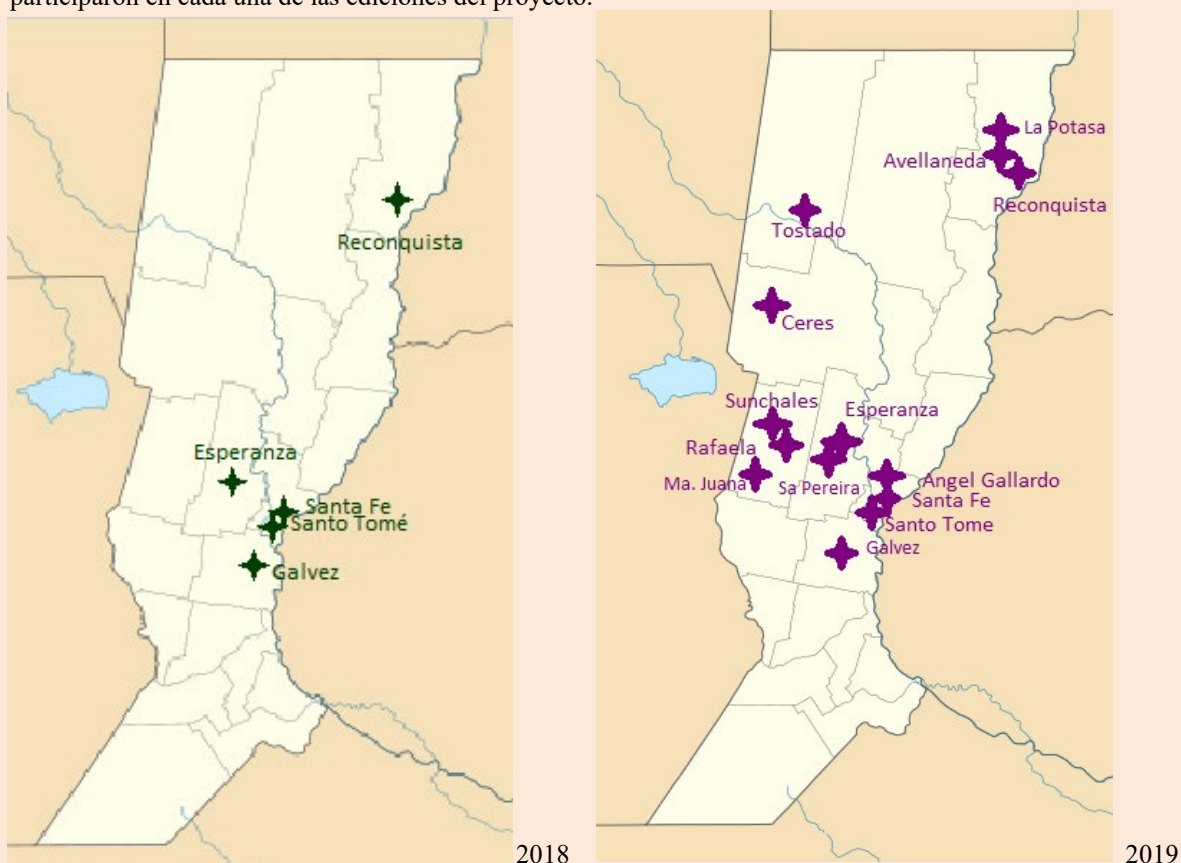 participaron en cada una de las ediciones del proyecto.
Reconquista
Esperanza
Santa Fe
Santo Tomé
Galvez
2018
La Potasa
Avellaneda
Reconquista
Tostado
Ceres
Sunchales
Esperanza
Rafaela
Ma. Juana
Sa Pereira
Angel Gallardo
Santa Fe
Santo Tome
Galvez
2019